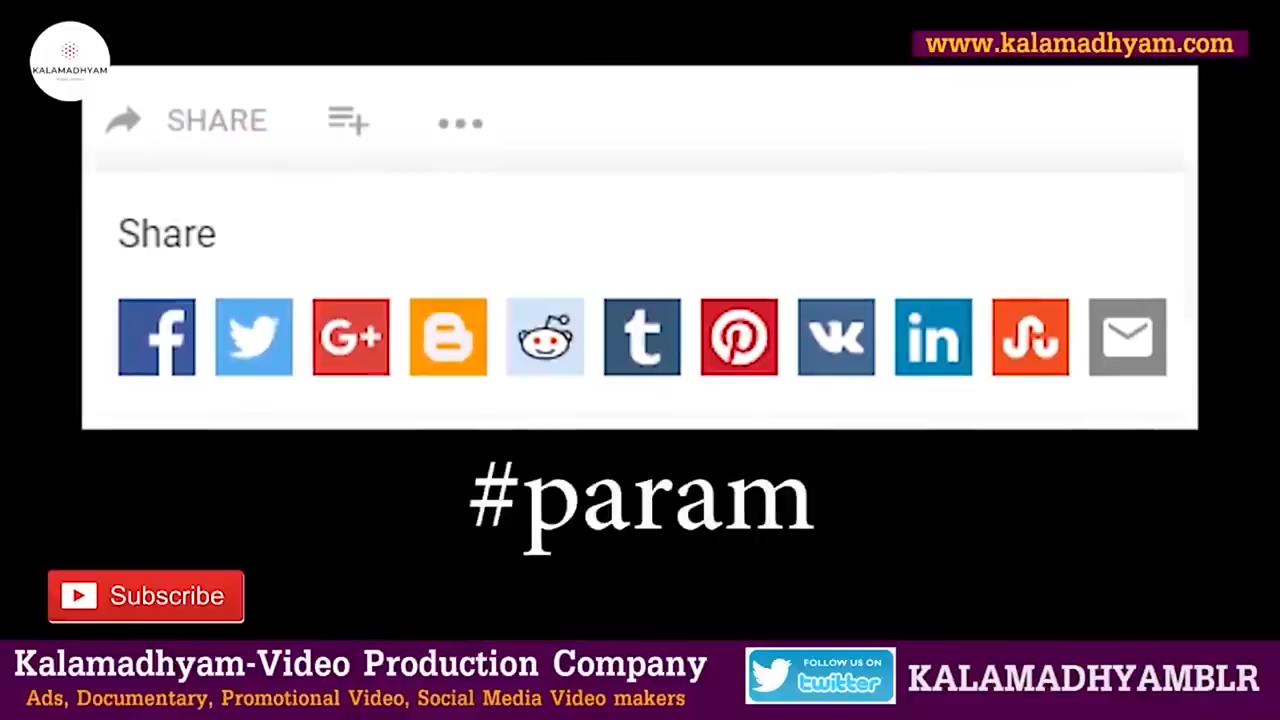 KALAMADHYAM
www.kalamadhyam.com
SHARE
Share
#param
Subscribe
Kalamadhyam-Video Production Company
Ads, Documentary, Promotional Video, Social Media Video makers
FOLLOW US ON
twitter
KALAMADHYAMBLR